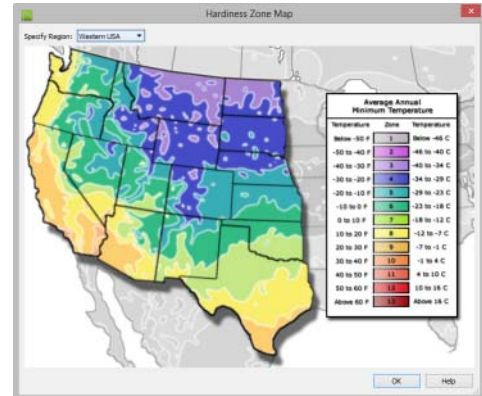 Hardiness Zone Map
Specify Region: Western USA
Average Annual
Minimum Temperature
Temperature Zone Temperature
Below -50 F 1 Below -46 C
-50 to -40 F 2 -46 to -40 C
-40 to -30 F 3 -40 to -34 C
-30 to -20 F 4 -34 to -29 C
-20 to -10 F 5 -29 to -23 C
-10 to 0 F 6 -23 to -18 C
0 to 10 F 7 -18 to -12 C
10 to 20 F 8 -12 to -7 C
20 to 30 F 9 -7 to -1 C
30 to 40 F 10 -1 to 4 C
40 to 50 F 11 4 to 10 C
50 to 60 F 12 10 to 16 C
Above 60 F 13 Above 16 C
OK Help